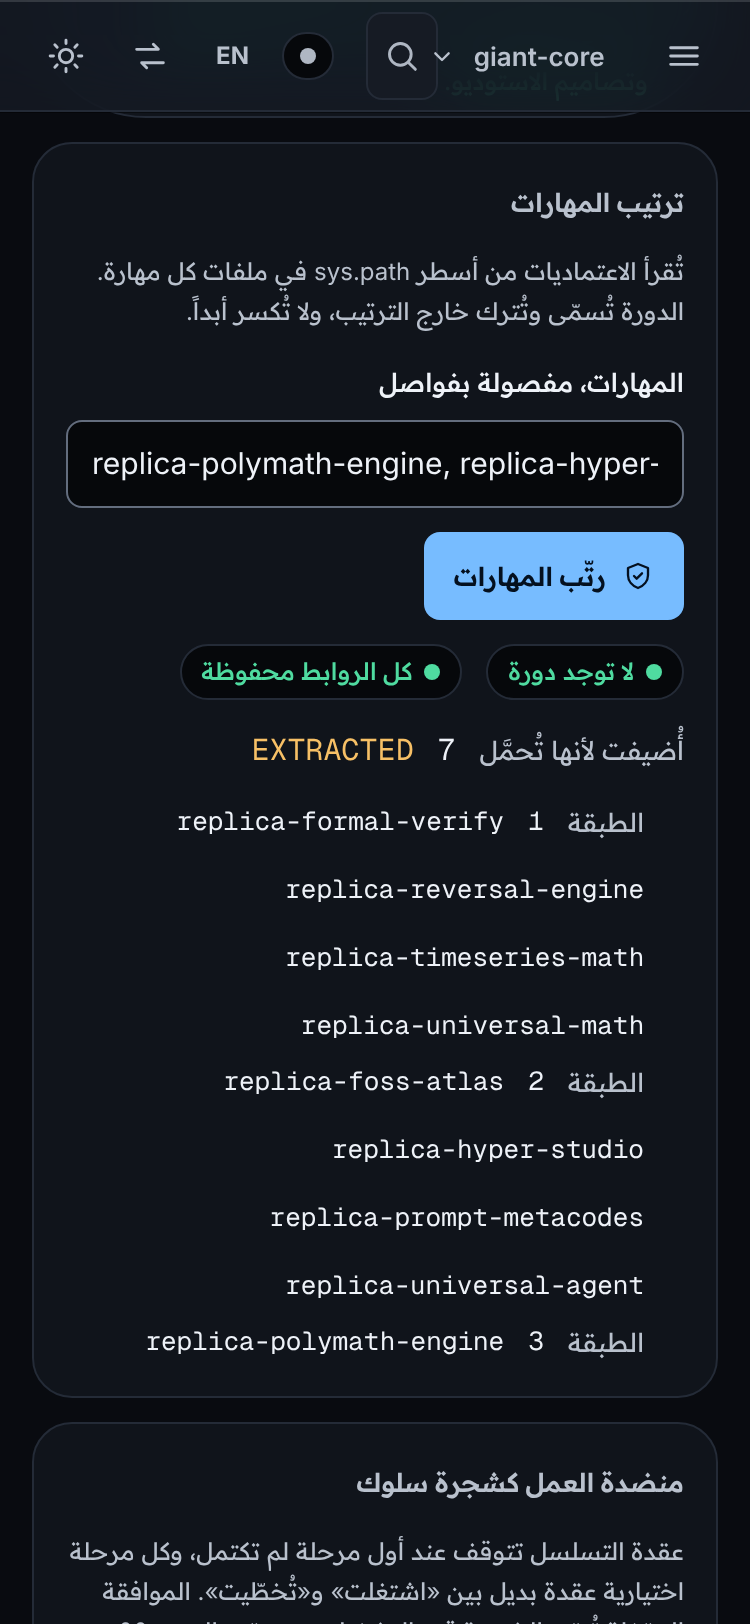 giant-core
EN
وتصاميم الاستوديو.
ترتيب المهارات
تُقرأ الاعتماديات من أسطر sys.path في ملفات كل مهارة.
الدورة تُسمّى وتُترك خارج الترتيب، ولا تُكسر أبداً.
المهارات، مفصولة بفواصل
replica-polymath-engine, replica-hyper-
رتّب المهارات
لا توجد دورة
كل الروابط محفوظة
أُضيفت لأنها تُحمَّل 7 EXTRACTED
الطبقة 1 replica-formal-verify
replica-reversal-engine
replica-timeseries-math
replica-universal-math
الطبقة 2 replica-foss-atlas
replica-hyper-studio
replica-prompt-metacodes
replica-universal-agent
الطبقة 3 replica-polymath-engine
منضدة العمل كشجرة سلوك
عقدة التسلسل تتوقف عند أول مرحلة لم تكتمل، وكل مرحلة
اختيارية عقدة بديل بين «اشتغلت» و«تُخطّيت». الموافقة